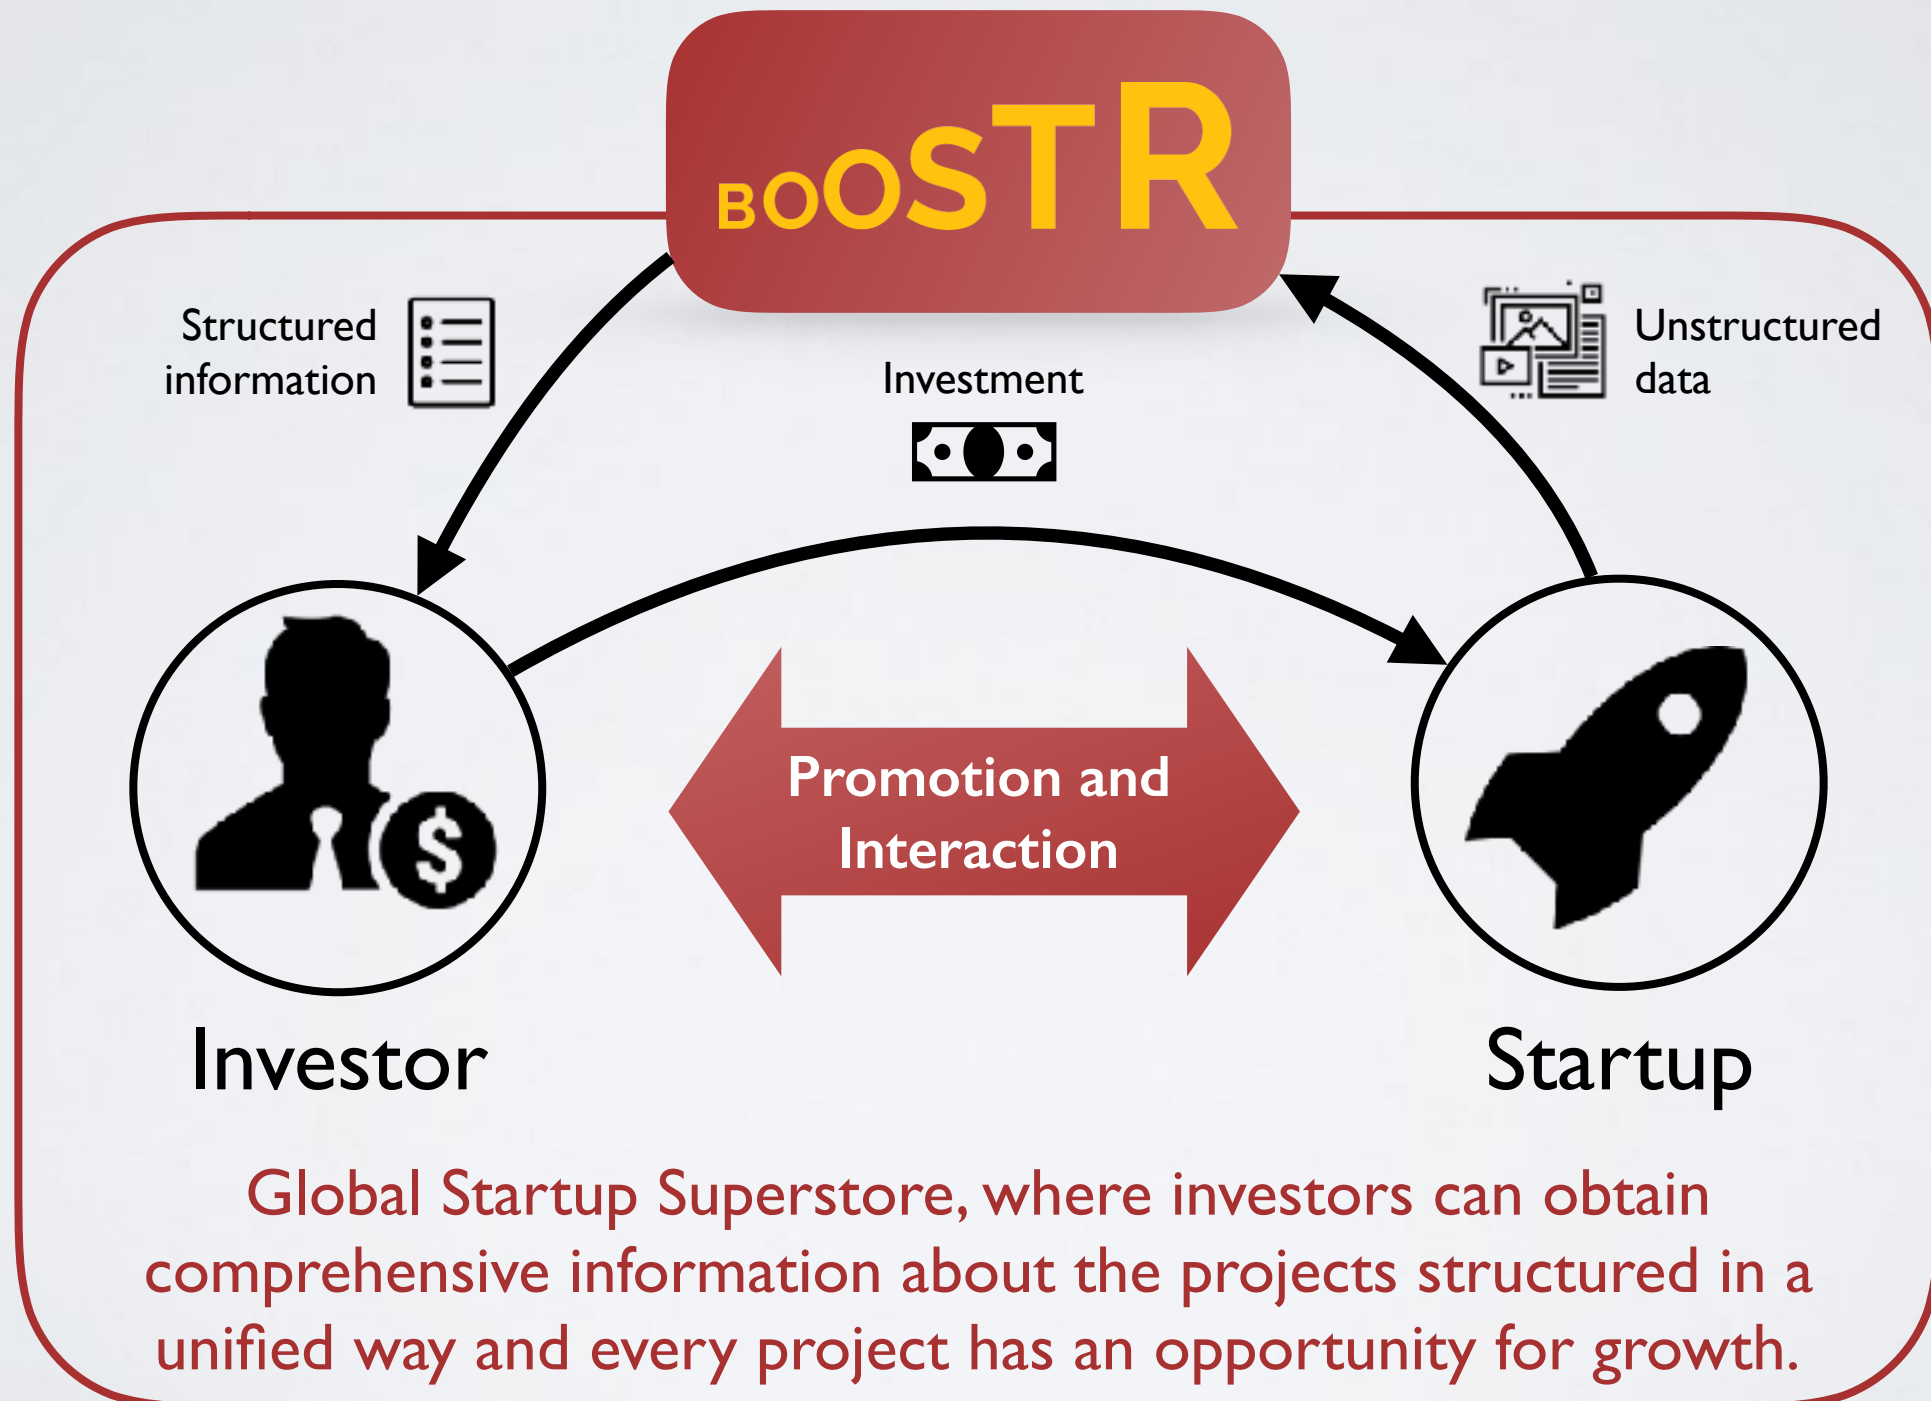 BOOSTR
Structured
information
Investment
Unstructured
data
Promotion and
Interaction
Investor
Startup
Global Startup Superstore, where investors can obtain
comprehensive information about the projects structured in a
unified way and every project has an opportunity for growth.